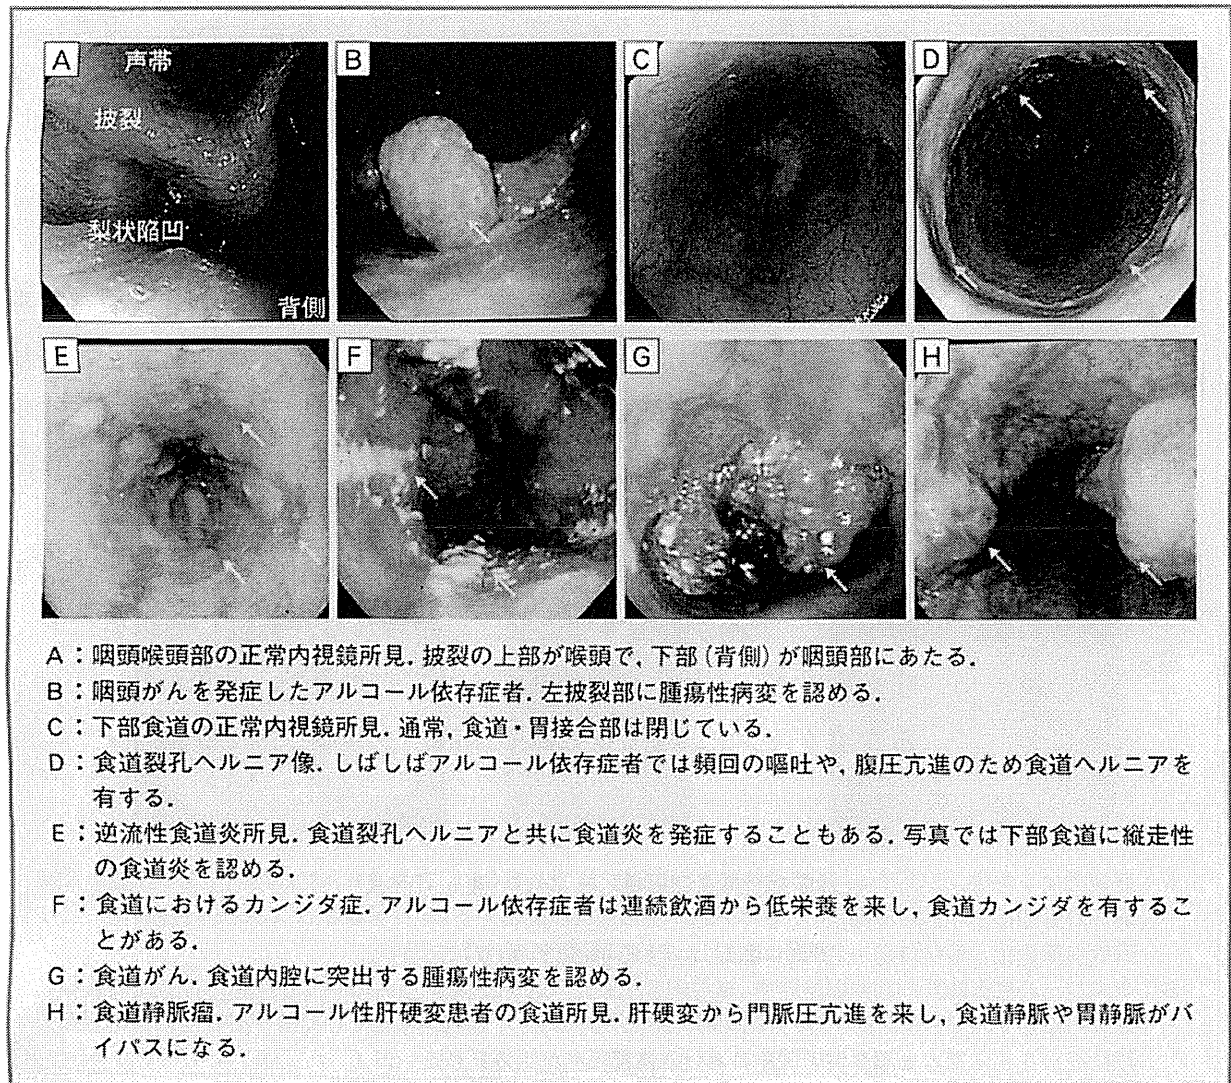 A
声帯
披裂
梨状陥凹
背側
B
C
D
E
F
G
H
A：咽頭喉頭部の正常内視鏡所見．披裂の上部が喉頭で，下部（背側）が咽頭部にあたる．
B：咽頭がんを発症したアルコール依存症者．左披裂部に腫瘍性病変を認める．
C：下部食道の正常内視鏡所見．通常，食道・胃接合部は閉じている．
D：食道裂孔ヘルニア像．しばしばアルコール依存症者では頻回の嘔吐や，腹圧亢進のため食道ヘルニアを
有する．
E：逆流性食道炎所見．食道裂孔ヘルニアと共に食道炎を発症することもある．写真では下部食道に縦走性
の食道炎を認める．
F：食道におけるカンジダ症．アルコール依存症者は連続飲酒から低栄養を来し，食道カンジダを有するこ
とがある．
G：食道がん．食道内腔に突出する腫瘍性病変を認める．
H：食道静脈瘤．アルコール性肝硬変患者の食道所見．肝硬変から門脈圧亢進を来し，食道静脈や胃静脈がバ
イパスになる．